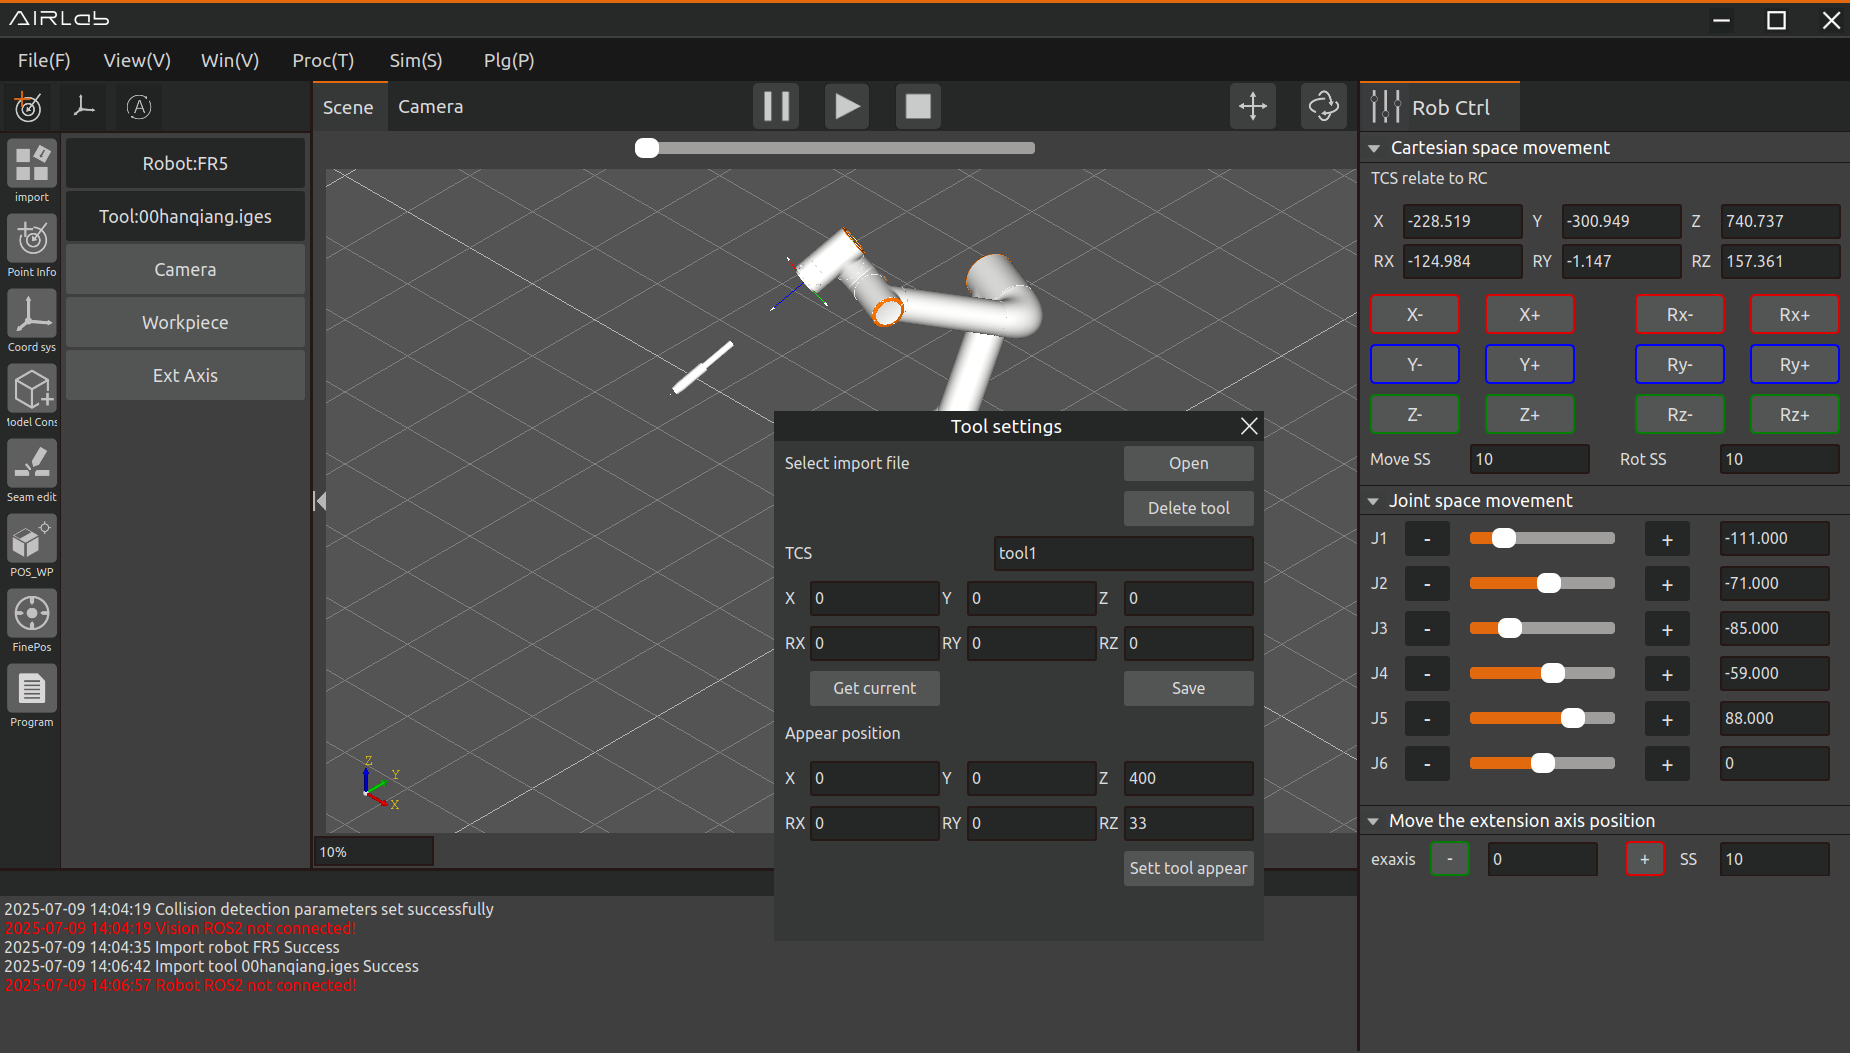 AIRLab
File(F) View(V) Win(V) Proc(T) Sim(S) Plg(P)
A
Scene Camera
Rob Ctrl
import
Point Info
Coord sys
Model Cons
Seam edit
POS_WP
FinePos
Program
Robot:FR5
Tool:00hanqiang.iges
Camera
Workpiece
Ext Axis
Z
Y
X
10%
Tool settings
Select import file Open
Delete tool
TCS tool1
X 0 Y 0 Z 0
RX 0 RY 0 RZ 0
Get current Save
Appear position
X 0 Y 0 Z 400
RX 0 RY 0 RZ 33
Sett tool appear
Cartesian space movement
TCS relate to RC
X -228.519 Y -300.949 Z 740.737
RX -124.984 RY -1.147 RZ 157.361
X- X+ Rx- Rx+
Y- Y+ Ry- Ry+
Z- Z+ Rz- Rz+
Move SS 10 Rot SS 10
Joint space movement
J1 - + -111.000
J2 - + -71.000
J3 - + -85.000
J4 - + -59.000
J5 - + 88.000
J6 - + 0
Move the extension axis position
exaxis - 0 + SS 10
2025-07-09 14:04:19 Collision detection parameters set successfully
2025-07-09 14:04:19 Vision ROS2 not connected!
2025-07-09 14:04:35 Import robot FR5 Success
2025-07-09 14:06:42 Import tool 00hanqiang.iges Success
2025-07-09 14:06:57 Robot ROS2 not connected!